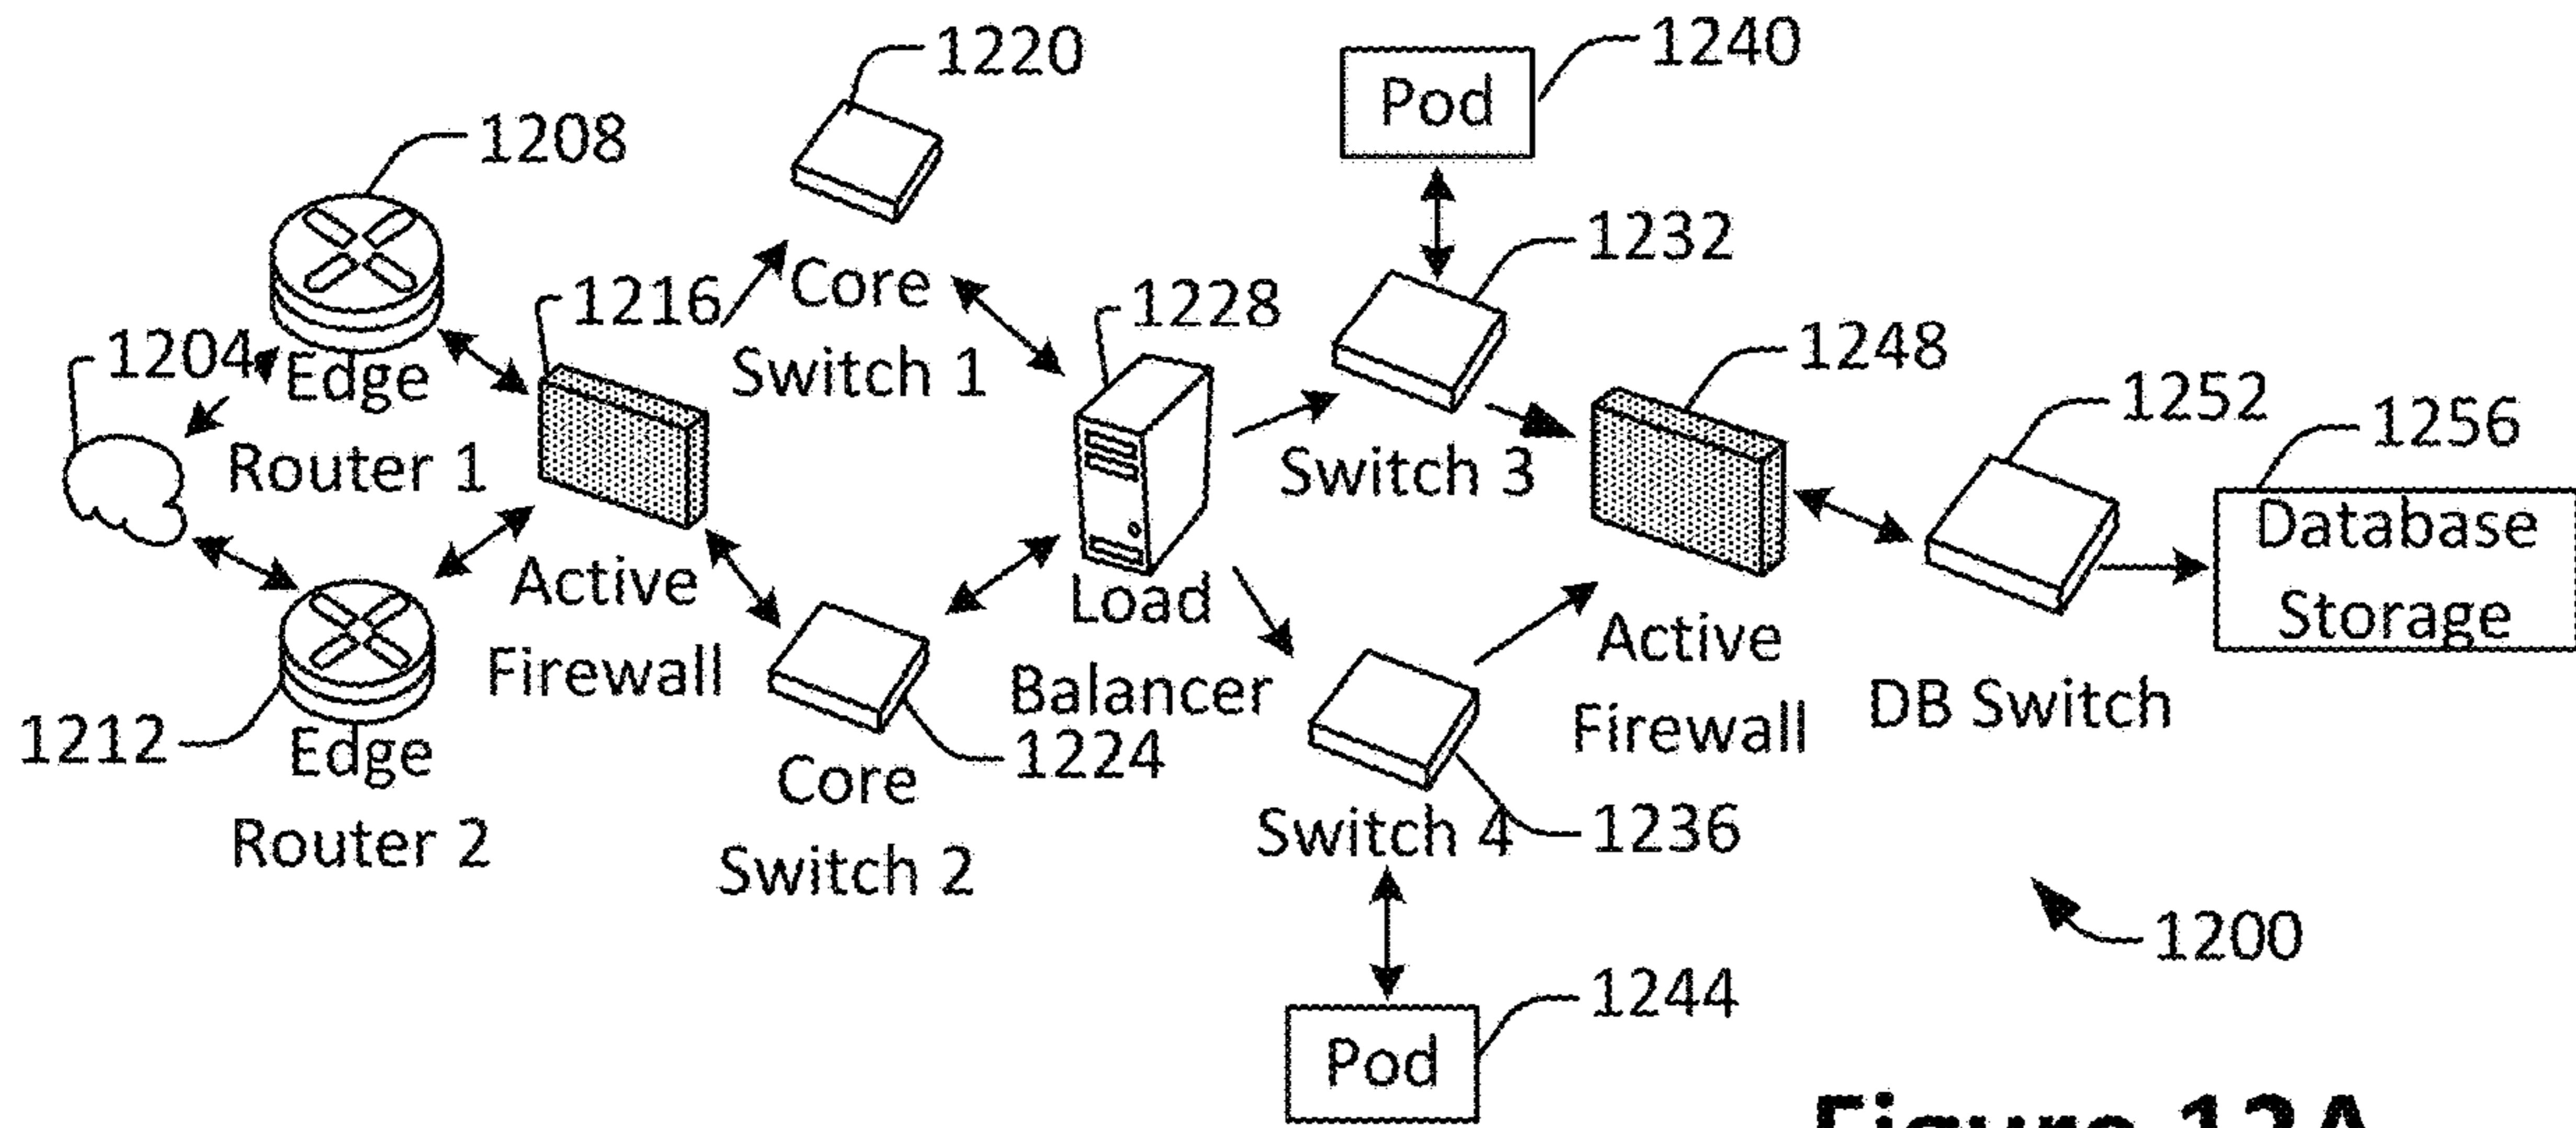 1220
1240
Pod
1208
1232
1216
Core
1228
1248
1204
Edge
Switch 1
1252
1256
Router 1
Switch 3
Database
Storage
Active
Firewall
Load
Balancer
Active
Firewall
DB Switch
1212
Edge
Router 2
1224
Core
Switch 2
Switch 4
1236
1200
1244
Pod
Figure 12A